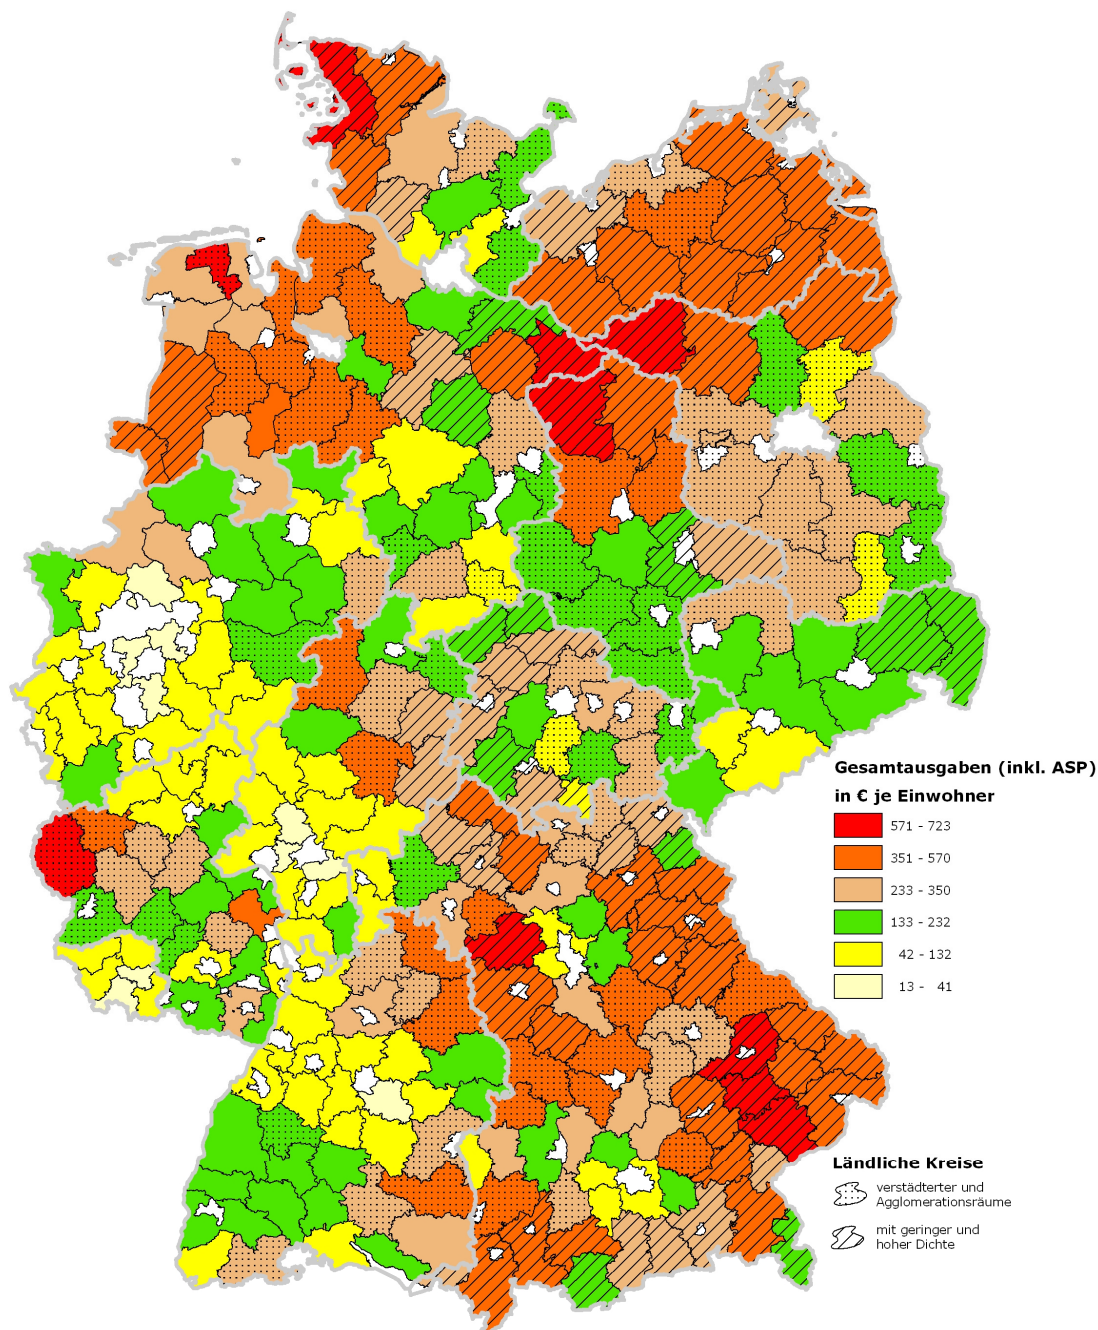 Gesamtausgaben (inkl. ASP)
in € je Einwohner
571 - 723
351 - 570
233 - 350
133 - 232
42 - 132
13 - 41
Ländliche Kreise
verstädterter und
Agglomerationsräume
mit geringer und
hoher Dichte